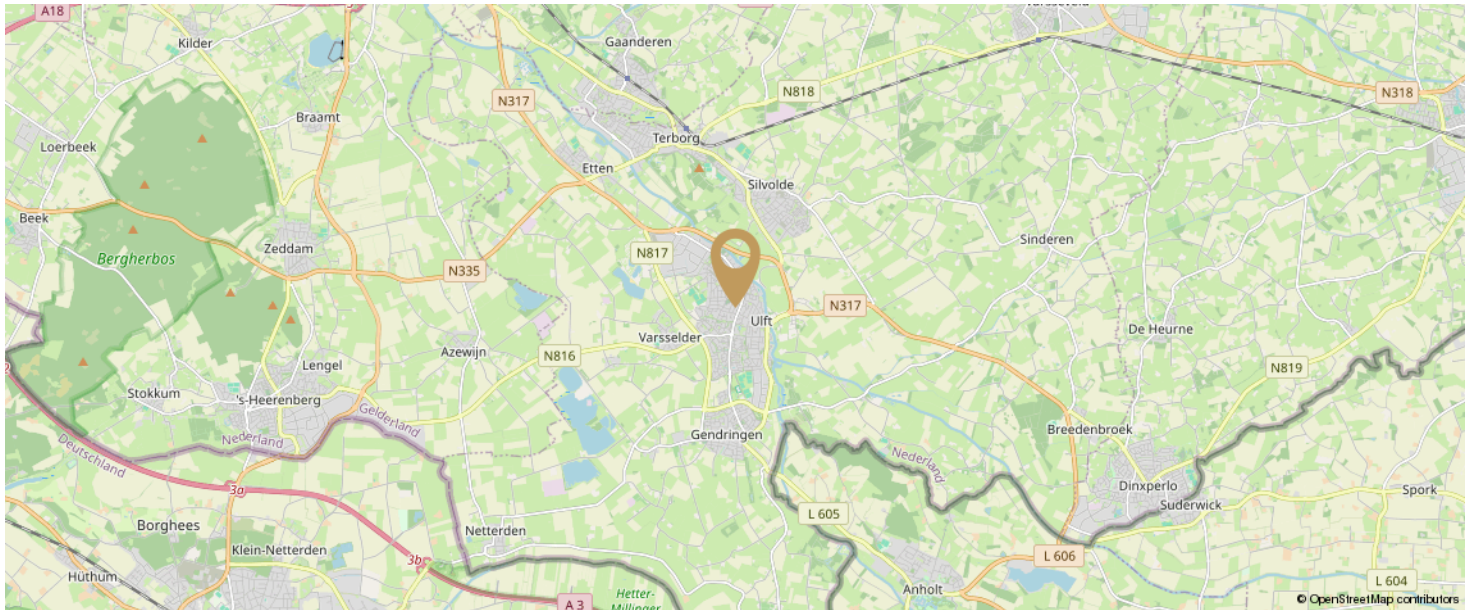 A18
Kilder
Gaanderen
N317
N818
N318
Braamt
Terborg
Loerbeek
Etten
Silvolde
Beek
Zeddam
Bergherbos
N817
Sinderen
N335
N317
Ulft
De Heurne
Varsselder
Azewijn
N816
Lengel
N819
Stokkum
's-Heerenberg
Gelderland
Nederland
Deutschland
Gendringen
Breedenbroek
Nederland
Dinxperlo
3a
Spork
Suderwick
L 605
Borghees
Netterden
Klein-Netterden
3b
L 606
Hüthum
Anholt
L 604
Hetter-
A 3
© OpenStreetMap contributors